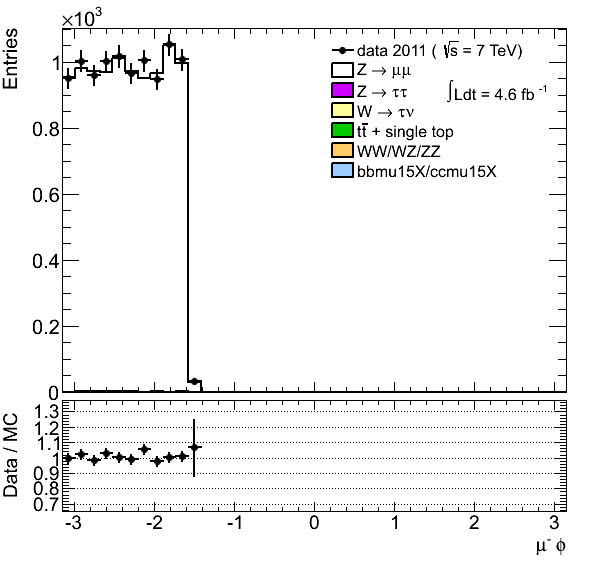 ×10³
Entries
1
0.8
0.6
0.4
0.2
0
data 2011 ( √s = 7 TeV)
Z → μμ
Z → ττ
∫Ldt = 4.6 fb⁻¹
W → τν
tt̅ + single top
WW/WZ/ZZ
bbmu15X/ccmu15X
Data / MC
1.3
1.2
1.1
1
0.9
0.8
0.7
-3 -2 -1 0 1 2 3
μ⁻ ϕ